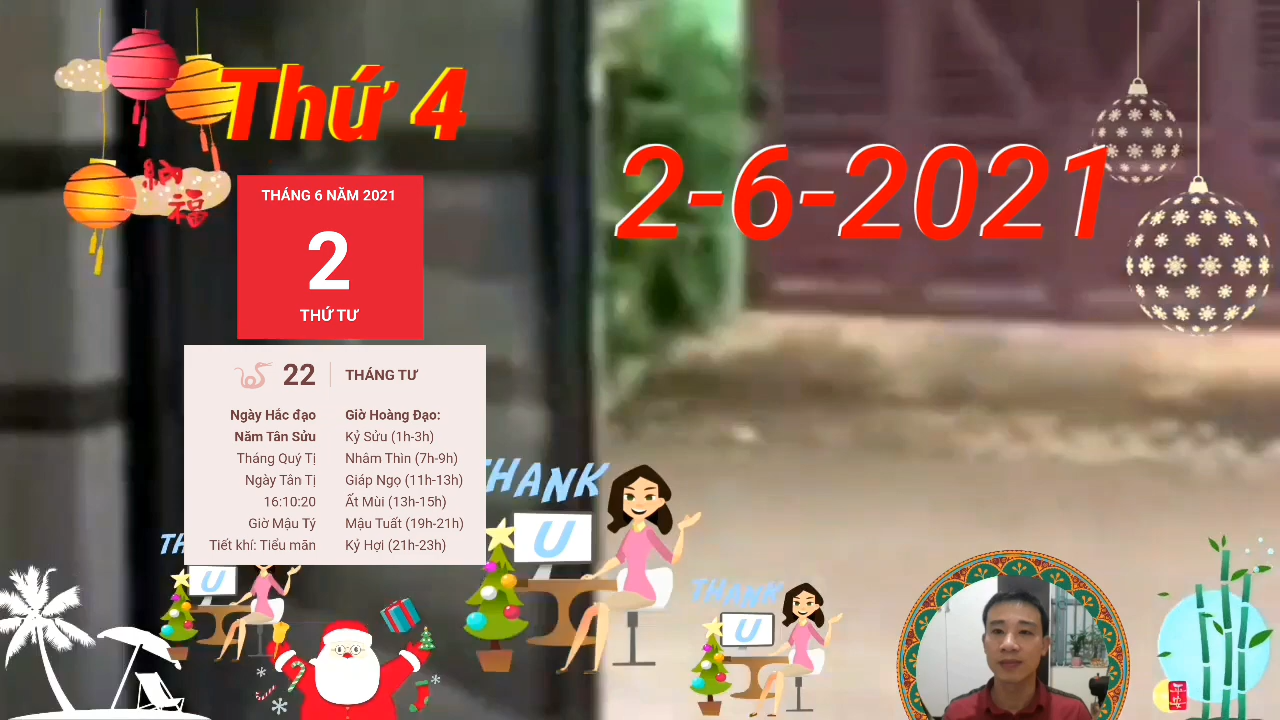 Thứ 4
2-6-2021
納
福
THÁNG 6 NĂM 2021
2
THỨ TƯ
22 THÁNG TƯ
Ngày Hắc đạo
Năm Tân Sửu
Tháng Quý Tị
Ngày Tân Tị
16:10:20
Giờ Mậu Tý
Tiết khí: Tiểu mãn
Giờ Hoàng Đạo:
Kỷ Sửu (1h-3h)
Nhâm Thìn (7h-9h)
Giáp Ngọ (11h-13h)
Ất Mùi (13h-15h)
Mậu Tuất (19h-21h)
Kỷ Hợi (21h-23h)
THANK
U
TH
U
THANK
U